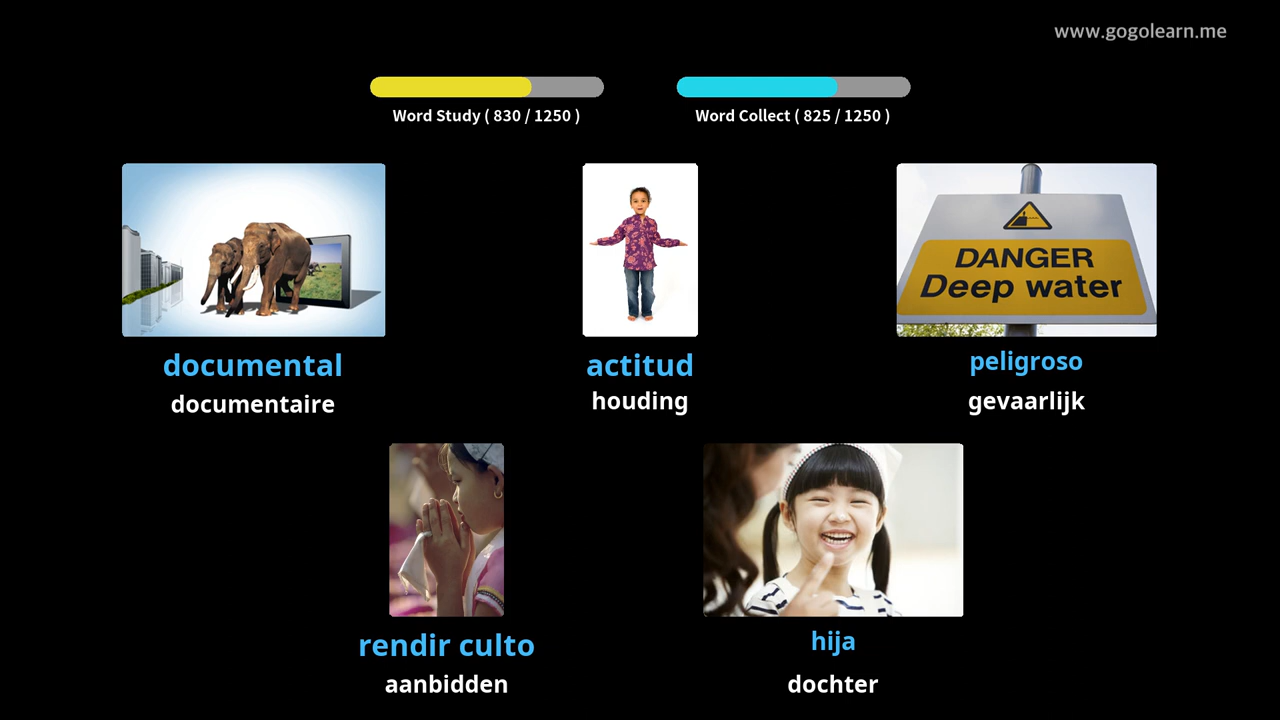 www.gogolearn.me
Word Study ( 830 / 1250 )
Word Collect ( 825 / 1250 )
DANGER
Deep water
documental
documentaire
actitud
houding
peligroso
gevaarlijk
rendir culto
aanbidden
hija
dochter